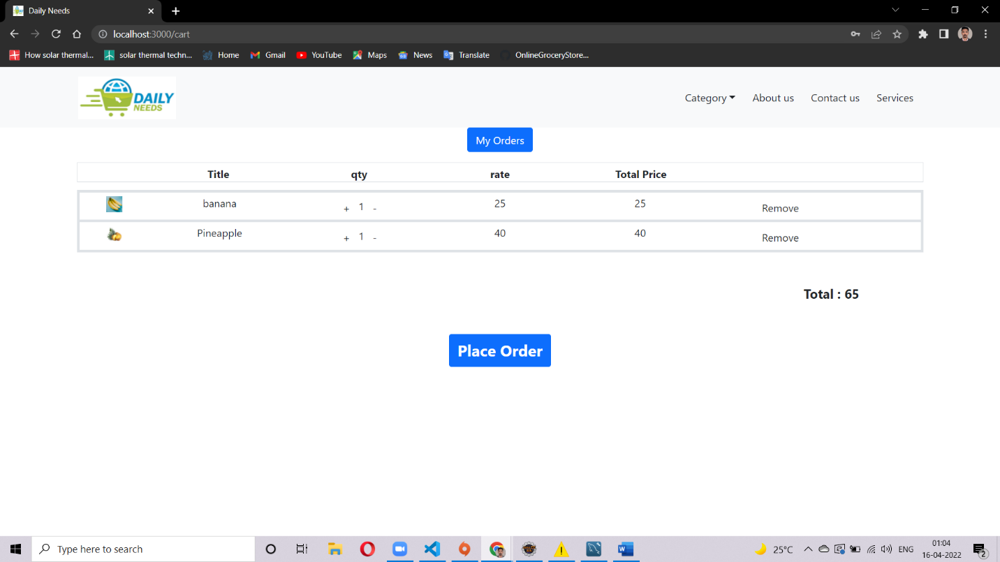 Daily Needs
localhost:3000/cart
How solar thermal... solar thermal techn... Home Gmail YouTube Maps News Translate OnlineGroceryStore...
DAILY
NEEDS
Category About us Contact us Services
My Orders
Title qty rate Total Price
banana + 1 - 25 25 Remove
Pineapple + 1 - 40 40 Remove
Total : 65
Place Order
Type here to search
25°C ENG
01:04
16-04-2022
2